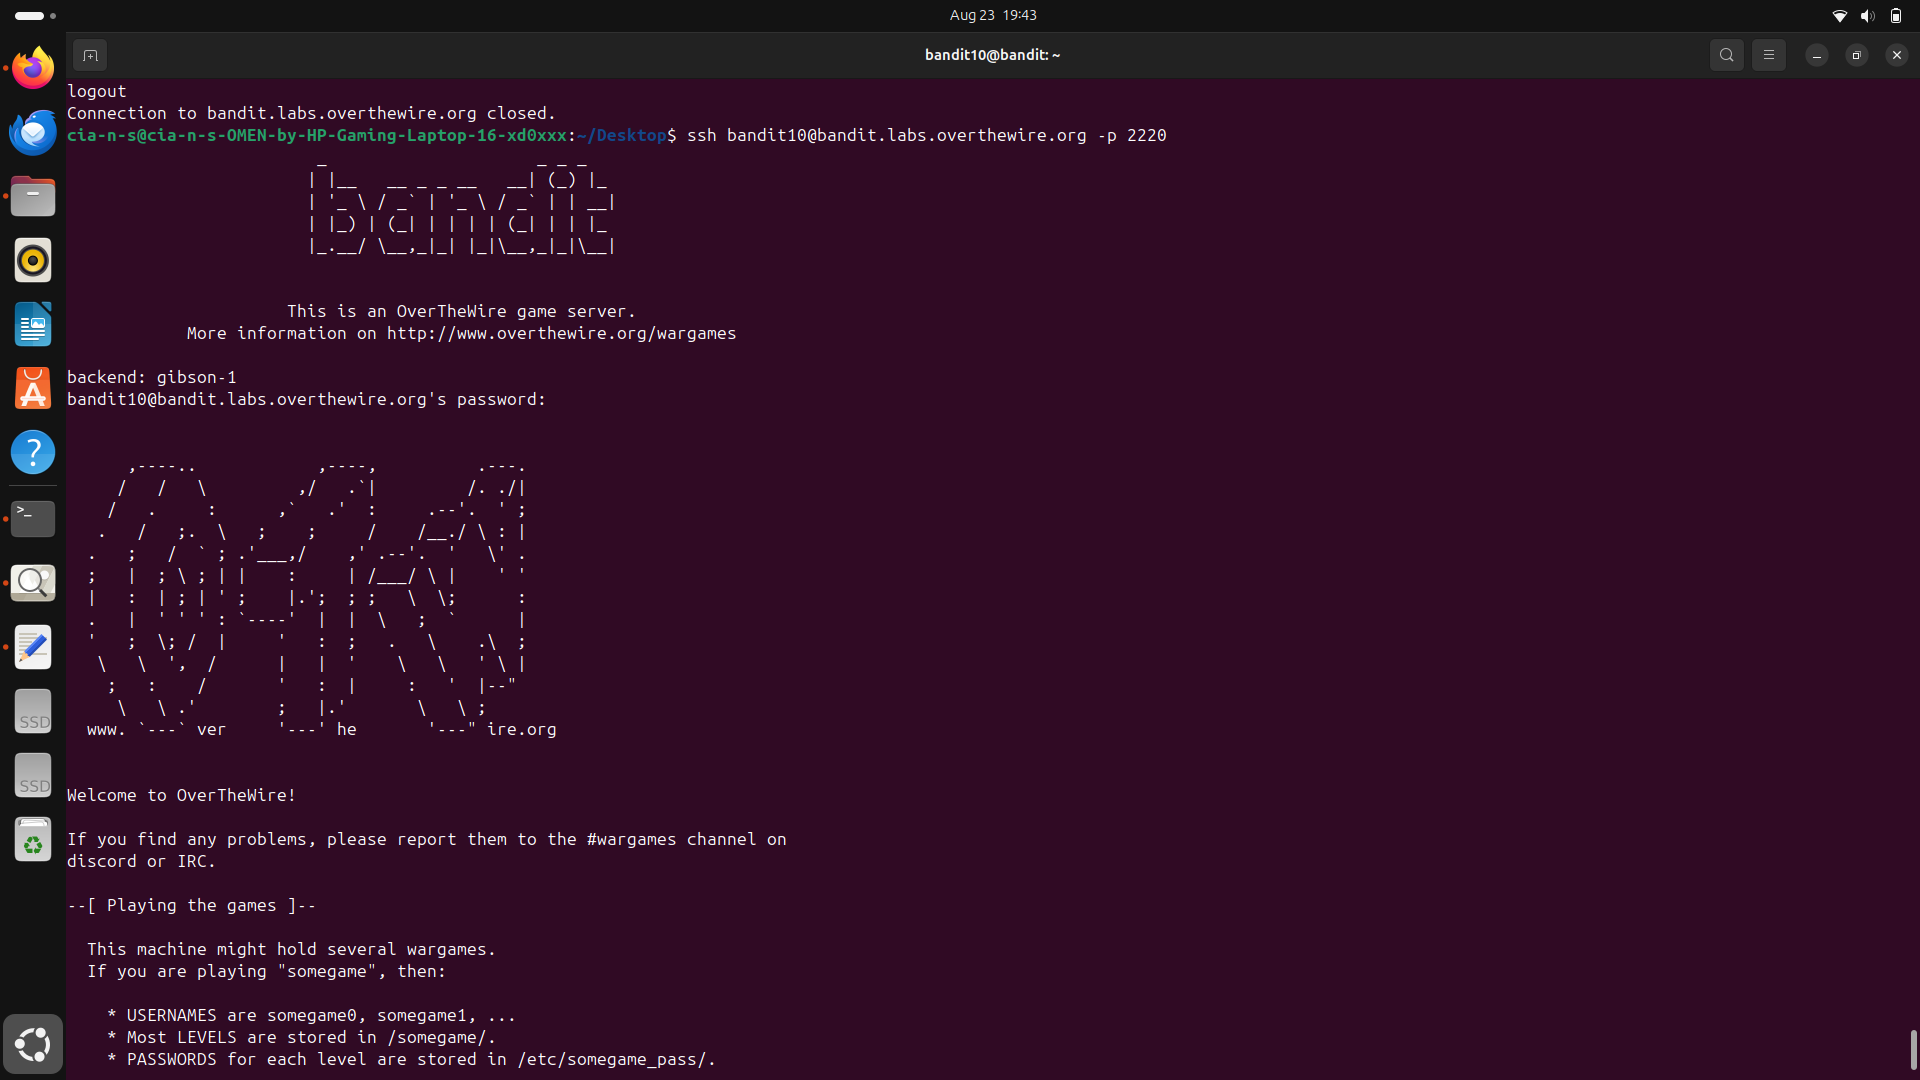 Aug 23 19:43
bandit10@bandit: ~
logout
Connection to bandit.labs.overthewire.org closed.
cia-n-s@cia-n-s-OMEN-by-HP-Gaming-Laptop-16-xd0xxx:~/Desktop$ ssh bandit10@bandit.labs.overthewire.org -p 2220
bandit
This is an OverTheWire game server.
More information on http://www.overthewire.org/wargames
backend: gibson-1
bandit10@bandit.labs.overthewire.org's password:
www. ver he ire.org
Welcome to OverTheWire!
If you find any problems, please report them to the #wargames channel on
discord or IRC.
--[ Playing the games ]--
This machine might hold several wargames.
If you are playing "somegame", then:
* USERNAMES are somegame0, somegame1, ...
* Most LEVELS are stored in /somegame/.
* PASSWORDS for each level are stored in /etc/somegame_pass/.
SSD
SSD